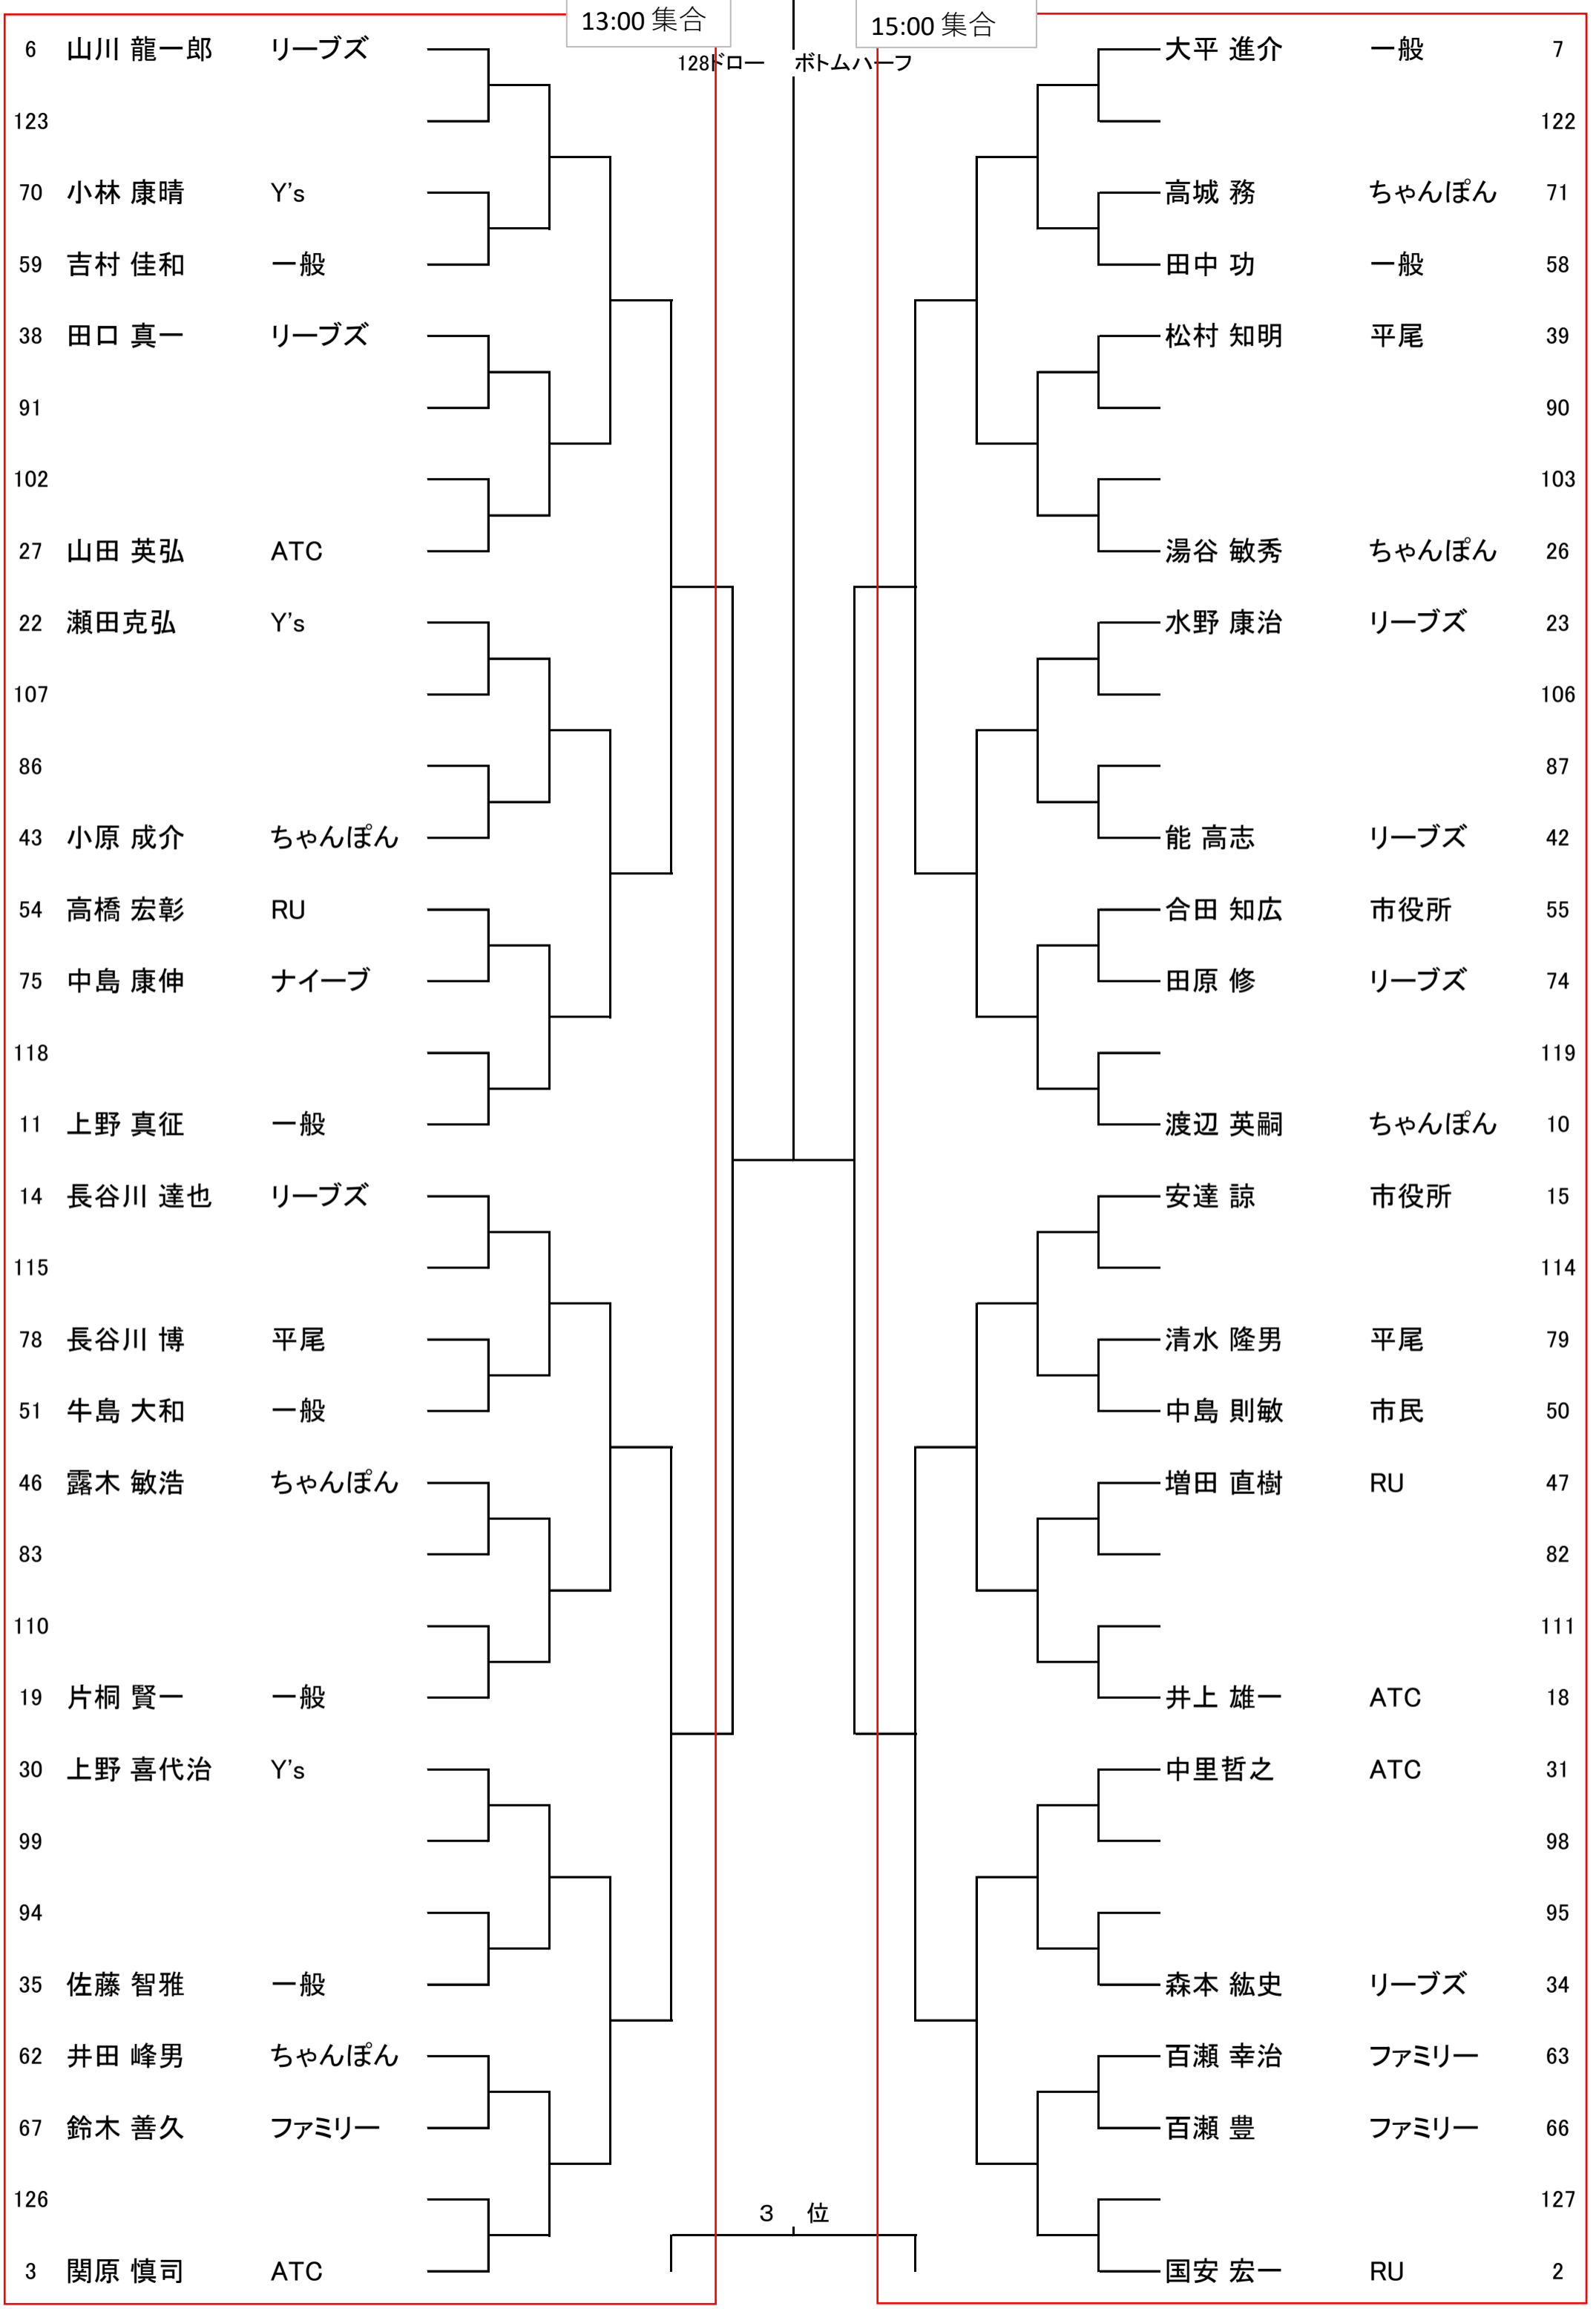 13:00 集合
15:00 集合
128ドロー ボトムハーフ
6 山川 龍一郎 リーブズ
123
70 小林 康晴 Y's
59 吉村 佳和 一般
38 田口 真一 リーブズ
91
102
27 山田 英弘 ATC
22 瀬田克弘 Y's
107
86
43 小原 成介 ちゃんぽん
54 高橋 宏彰 RU
75 中島 康伸 ナイーブ
118
11 上野 真征 一般
14 長谷川 達也 リーブズ
115
78 長谷川 博 平尾
51 牛島 大和 一般
46 露木 敏浩 ちゃんぽん
83
110
19 片桐 賢一 一般
30 上野 喜代治 Y's
99
94
35 佐藤 智雅 一般
62 井田 峰男 ちゃんぽん
67 鈴木 善久 ファミリー
126
3 関原 慎司 ATC
大平 進介 一般 7
122
高城 務 ちゃんぽん 71
田中 功 一般 58
松村 知明 平尾 39
90
103
湯谷 敏秀 ちゃんぽん 26
水野 康治 リーブズ 23
106
87
能 高志 リーブズ 42
合田 知広 市役所 55
田原 修 リーブズ 74
119
渡辺 英嗣 ちゃんぽん 10
安達 諒 市役所 15
114
清水 隆男 平尾 79
中島 則敏 市民 50
増田 直樹 RU 47
82
111
井上 雄一 ATC 18
中里哲之 ATC 31
98
95
森本 紘史 リーブズ 34
百瀬 幸治 ファミリー 63
百瀬 豊 ファミリー 66
127
国安 宏一 RU 2
3 位